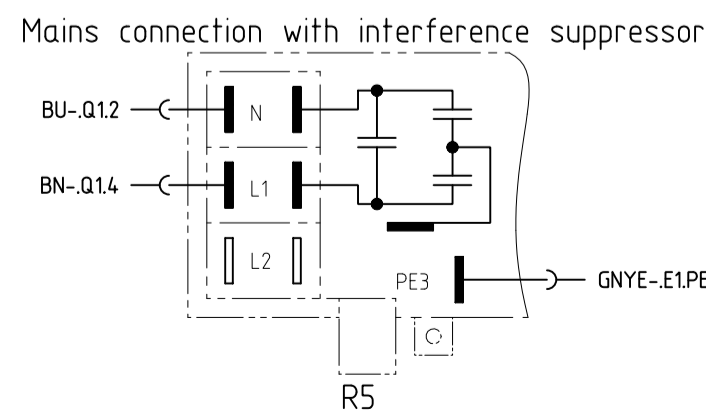 Mains connection with interference suppressor
BU-.Q1.2
N
BN-.Q1.4
L1
L2
PE3
GNYE-.E1.PE
R5